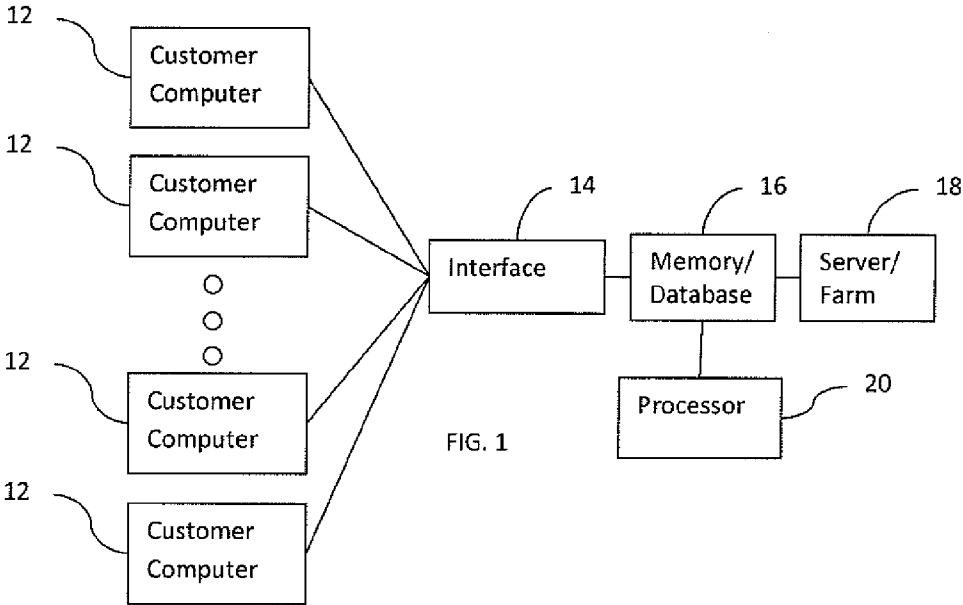 12
Customer
Computer
12
Customer
Computer
14
16
18
Interface
Memory/
Database
Server/
Farm
12
Customer
Computer
Processor
20
FIG. 1
12
Customer
Computer